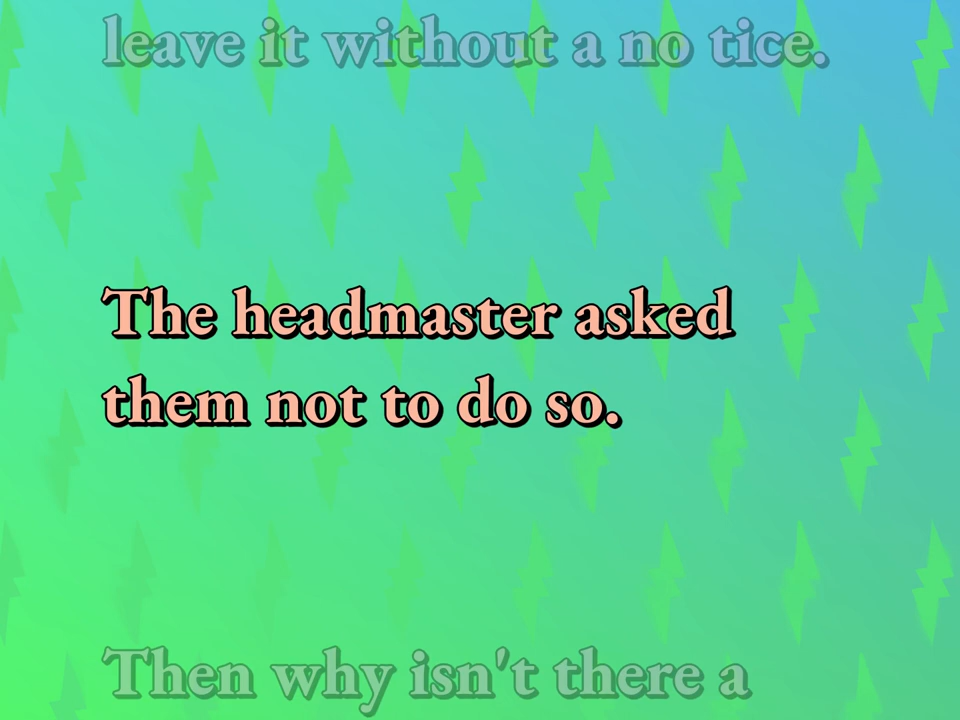 leave it without a no tice.
The headmaster asked
them not to do so.
Then why isn't there a